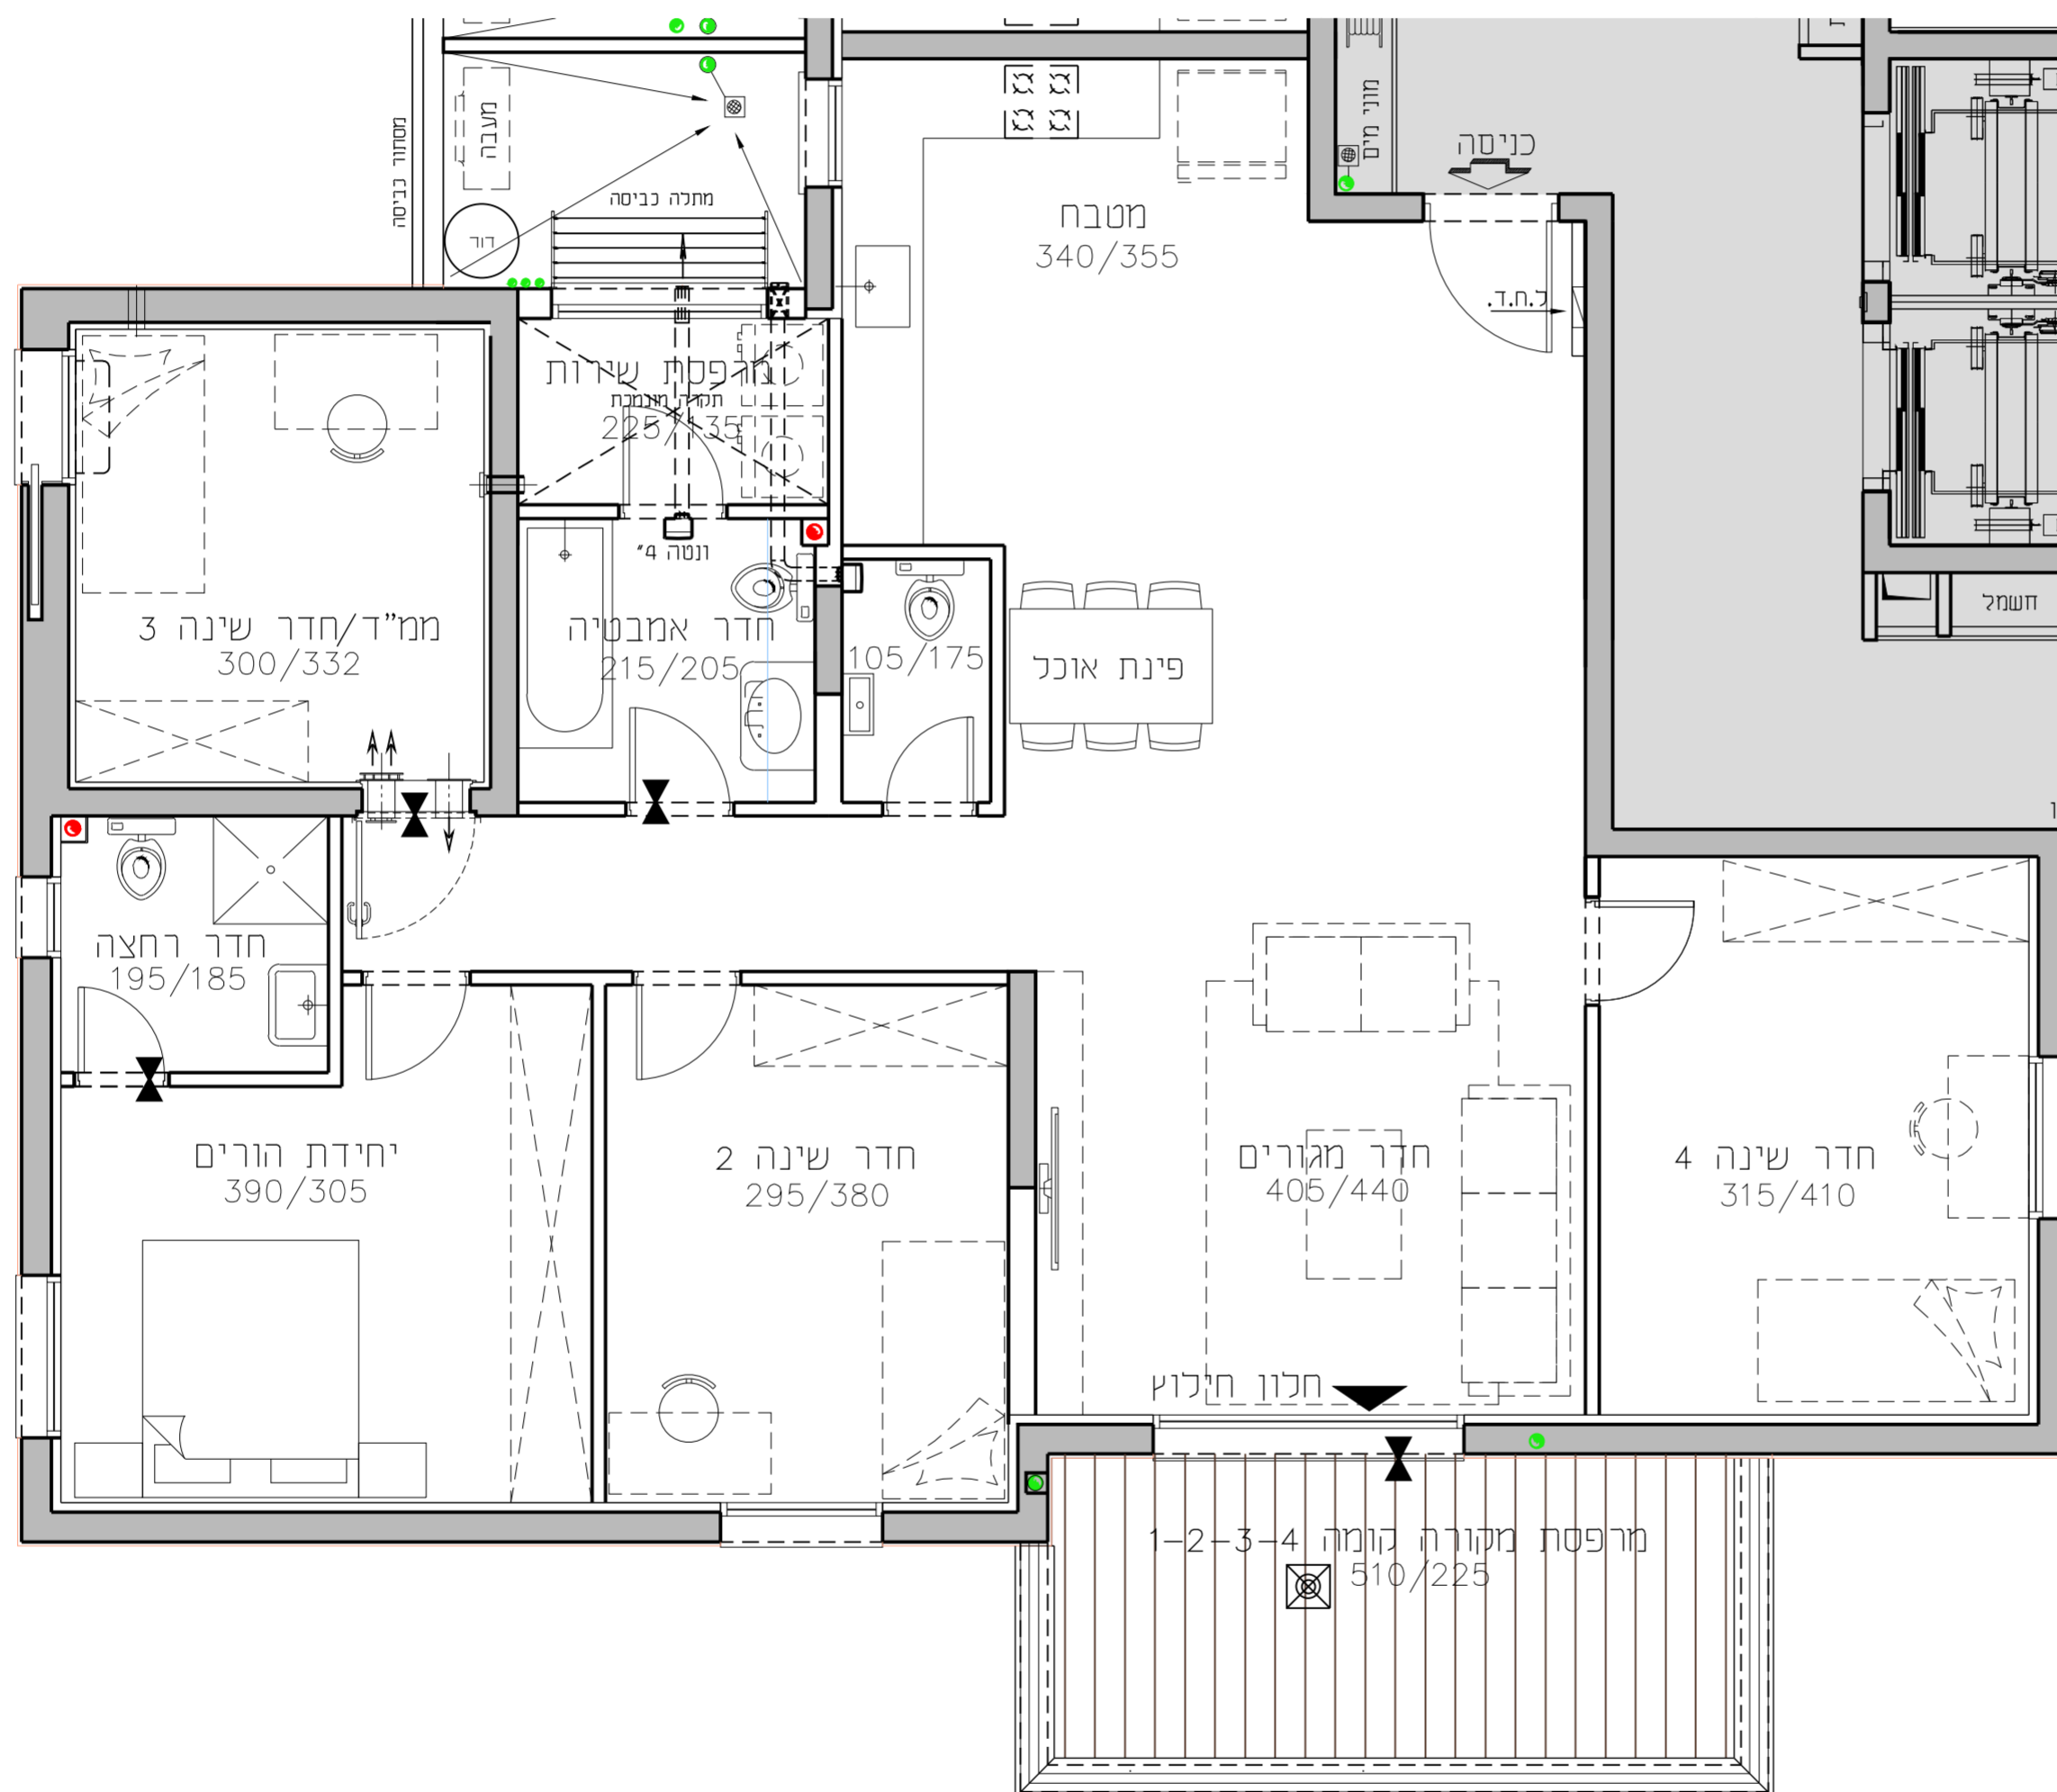 מסתור כביסה
מעבה
מתלה כביסה
דוד
מוני מים
כניסה
מטבח
340/355
ל.ח.ד.
מרפסת שירות
תקרה מונמכת
225/135
ונטה 4"
ממ"ד/חדר שינה 3
300/332
חדר אמבטיה
215/205
105/175
פינת אוכל
חשמל
חדר רחצה
195/185
יחידת הורים
390/305
חדר שינה 2
295/380
חדר מגורים
405/440
חדר שינה 4
315/410
חלון חילוץ
מרפסת מקורה קומה 1-2-3-4
510/225